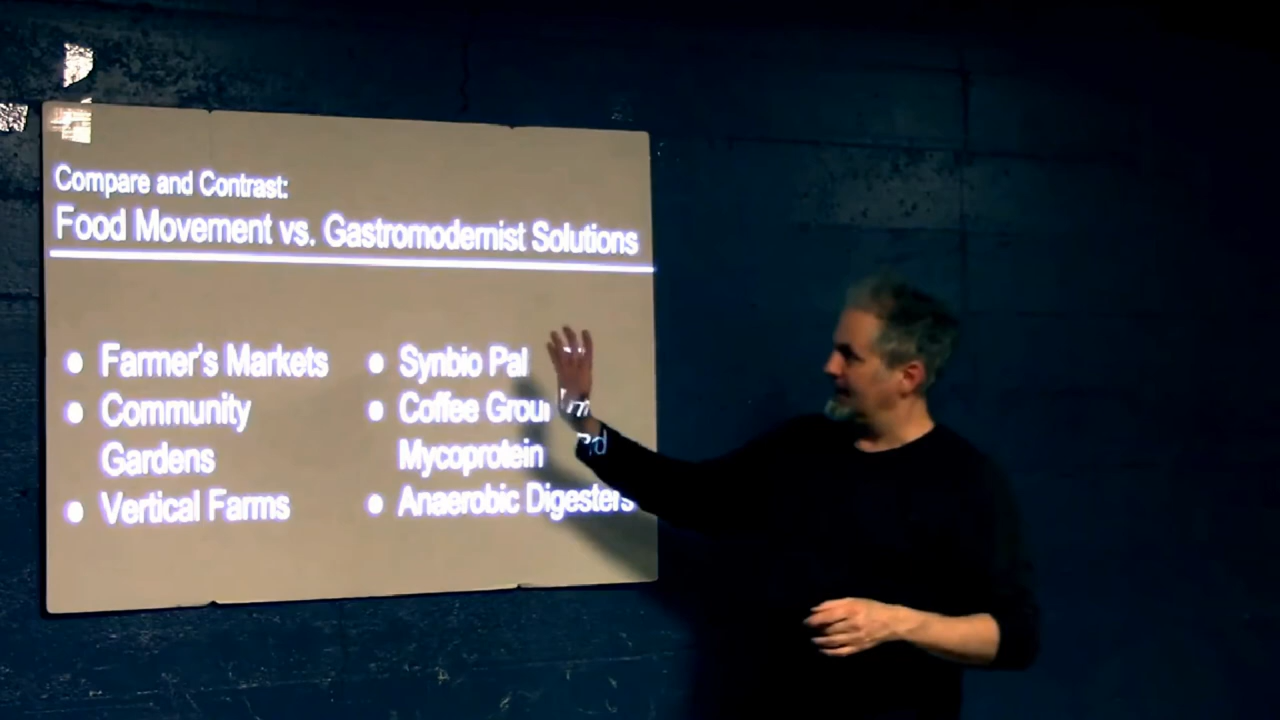 Compare and Contrast:
Food Movement vs. Gastromodernist Solutions
• Farmer's Markets
• Community
Gardens
• Vertical Farms
• Synbio
• Coffee
Mycoprotein
• Anaerobic Digesters